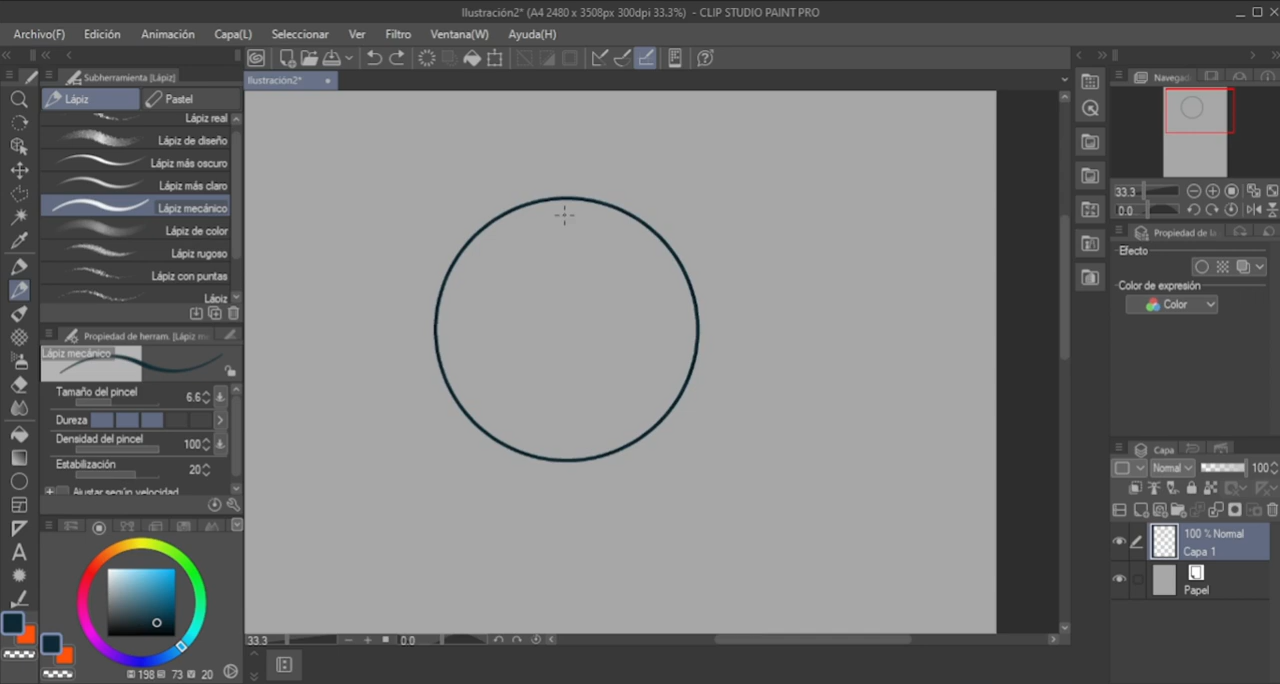 Ilustración2* (A4 2480 x 3508px 300dpi 33.3%) - CLIP STUDIO PAINT PRO
Archivo(F) Edición Animación Capa(L) Seleccionar Ver Filtro Ventana(W) Ayuda(H)
Subherramienta [Lápiz]
Ilustración2*
Lápiz Pastel
Lápiz real
Lápiz de diseño
Lápiz más oscuro
Lápiz más claro
Lápiz mecánico
Lápiz de color
Lápiz rugoso
Lápiz con puntas
Lápiz
Propiedad de herram. [Lápiz m
Lápiz mecánico
Tamaño del pincel 6.6
Dureza
Densidad del pincel 100
Estabilización 20
Ajustar según velocidad
198 73 20
33.3 0.0
Navegad
33.3
0.0
Propiedad de la
Efecto
Color de expresión
Color
Capa
Normal 100
100 % Normal
Capa 1
Papel